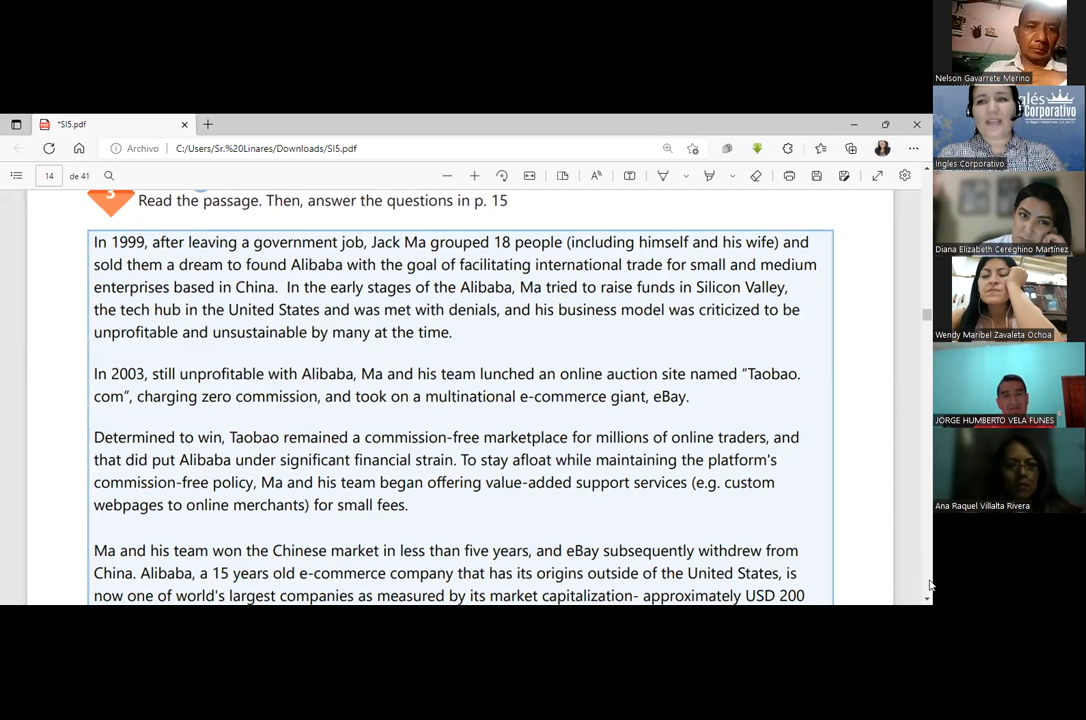 *SI5.pdf
Archivo
C:/Users/Sr.%20Linares/Downloads/SI5.pdf
14
de 41
3
Read the passage. Then, answer the questions in p. 15
In 1999, after leaving a government job, Jack Ma grouped 18 people (including himself and his wife) and
sold them a dream to found Alibaba with the goal of facilitating international trade for small and medium
enterprises based in China.  In the early stages of the Alibaba, Ma tried to raise funds in Silicon Valley,
the tech hub in the United States and was met with denials, and his business model was criticized to be
unprofitable and unsustainable by many at the time.
In 2003, still unprofitable with Alibaba, Ma and his team lunched an online auction site named “Taobao.
com”, charging zero commission, and took on a multinational e-commerce giant, eBay.
Determined to win, Taobao remained a commission-free marketplace for millions of online traders, and
that did put Alibaba under significant financial strain. To stay afloat while maintaining the platform's
commission-free policy, Ma and his team began offering value-added support services (e.g. custom
webpages to online merchants) for small fees.
Ma and his team won the Chinese market in less than five years, and eBay subsequently withdrew from
China. Alibaba, a 15 years old e-commerce company that has its origins outside of the United States, is
now one of world's largest companies as measured by its market capitalization- approximately USD 200
Nelson Gavarrete Merino
glés
Corporativo
Ingles Corporativo
Diana Elizabeth Cereghino Martínez
Wendy Maribel Zavaleta Ochoa
JORGE HUMBERTO VELA FUNES
Ana Raquel Villalta Rivera